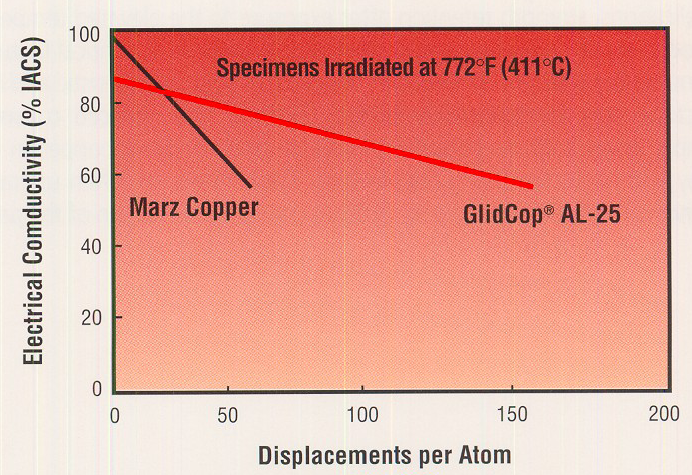 Electrical Comductivity (% IACS)
100
80
60
40
20
0
Specimens Irradiated at 772°F (411°C)
Marz Copper
GlidCop® AL-25
0 50 100 150 200
Displacements per Atom